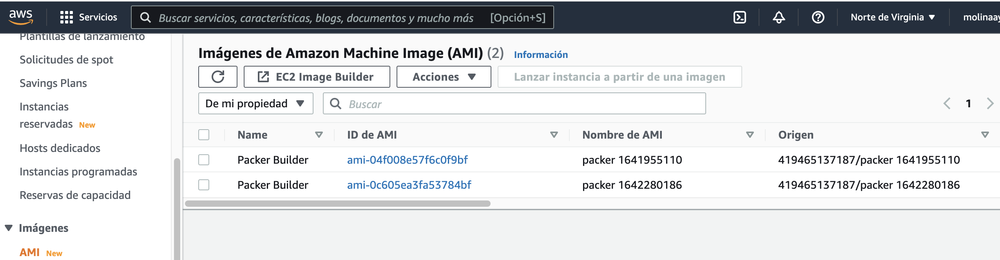 aws
Servicios
Buscar servicios, características, blogs, documentos y mucho más [Opción+S]
Norte de Virginia
Plantillas de lanzamiento
Solicitudes de spot
Savings Plans
Instancias
reservadas New
Hosts dedicados
Instancias programadas
Reservas de capacidad
Imágenes
AMI New
Imágenes de Amazon Machine Image (AMI) (2) Información
EC2 Image Builder
Acciones
Lanzar instancia a partir de una imagen
De mi propiedad
Buscar
1
Name ID de AMI Nombre de AMI Origen
Packer Builder ami-04f008e57f6c0f9bf packer 1641955110 419465137187/packer 1641955110
Packer Builder ami-0c605ea3fa53784bf packer 1642280186 419465137187/packer 1642280186